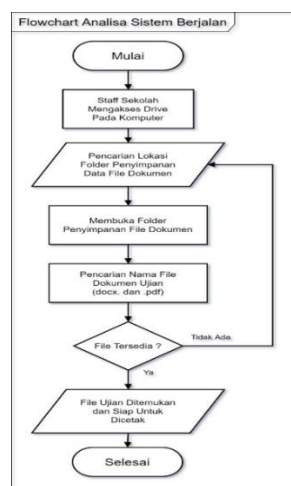 Flowchart Analisa Sistem Berjalan
Mulai
Staff Sekolah
Mengakses Drive
Pada Komputer
Pencarian Lokasi
Folder Penyimpanan
Data File Dokumen
Membuka Folder
Penyimpanan File Dokumen
Pencarian Nama File
Dokumen Ujian
(docx. dan .pdf)
File Tersedia ?
Tidak Ada
Ya
File Ujian Ditemukan
dan Siap Untuk
Dicetak
Selesai